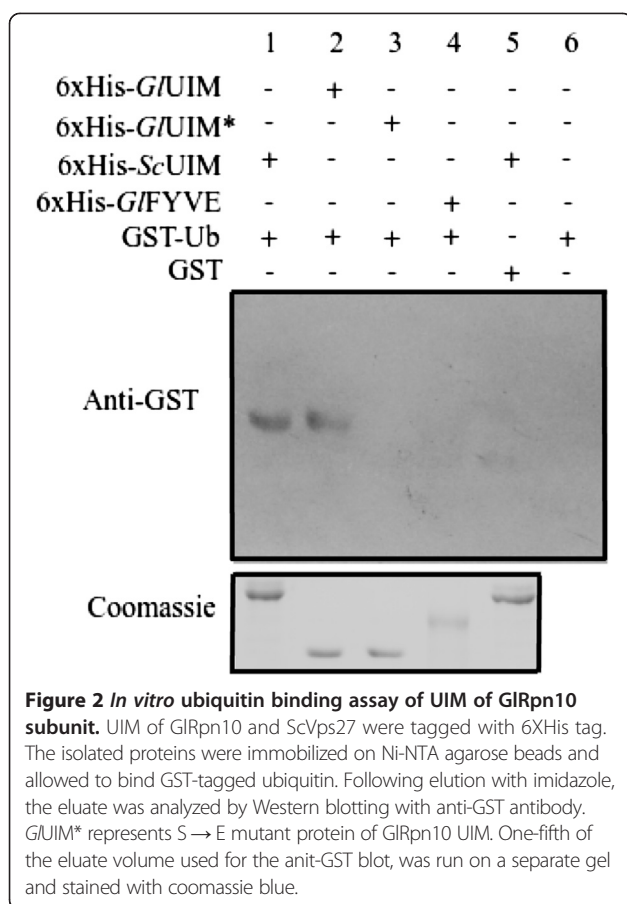 1 2 3 4 5 6
6xHis-GlUIM - + - - - -
6xHis-GlUIM* - - + - - -
6xHis-ScUIM + - - - + -
6xHis-GlFYVE - - - + - -
GST-Ub + + + + - +
GST - - - - + -
Anti-GST
Coomassie
Figure 2 In vitro ubiquitin binding assay of UIM of GlRpn10
subunit. UIM of GlRpn10 and ScVps27 were tagged with 6XHis tag.
The isolated proteins were immobilized on Ni-NTA agarose beads and
allowed to bind GST-tagged ubiquitin. Following elution with imidazole,
the eluate was analyzed by Western blotting with anti-GST antibody.
GlUIM* represents S → E mutant protein of GlRpn10 UIM. One-fifth of
the eluate volume used for the anit-GST blot, was run on a separate gel
and stained with coomassie blue.